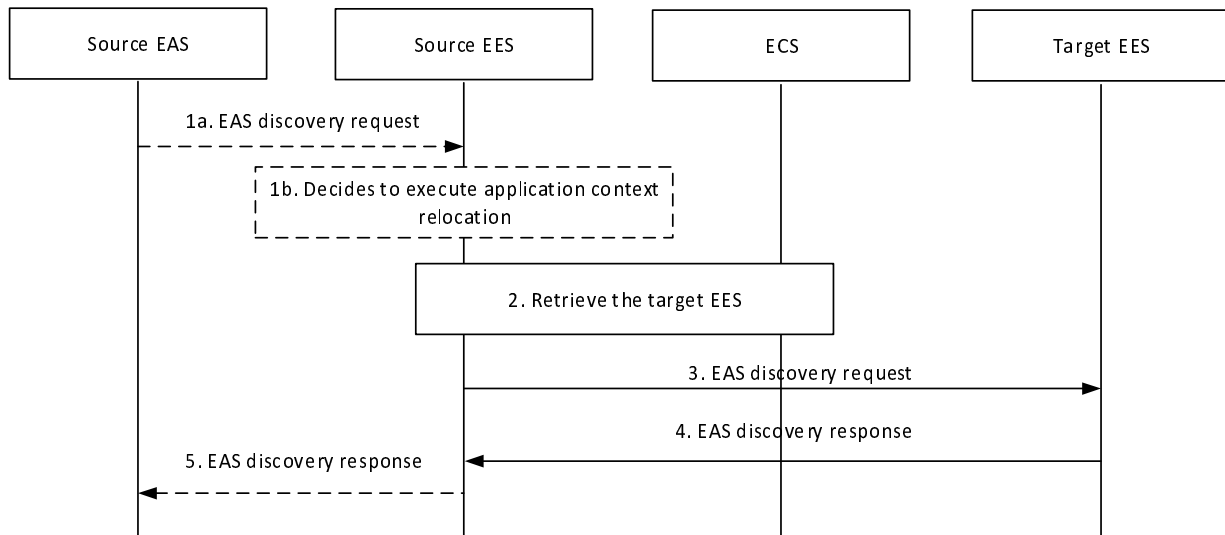 Source EAS
Source EES
ECS
Target EES
1a. EAS discovery request
1b. Decides to execute application context
relocation
2. Retrieve the target EES
3. EAS discovery request
4. EAS discovery response
5. EAS discovery response